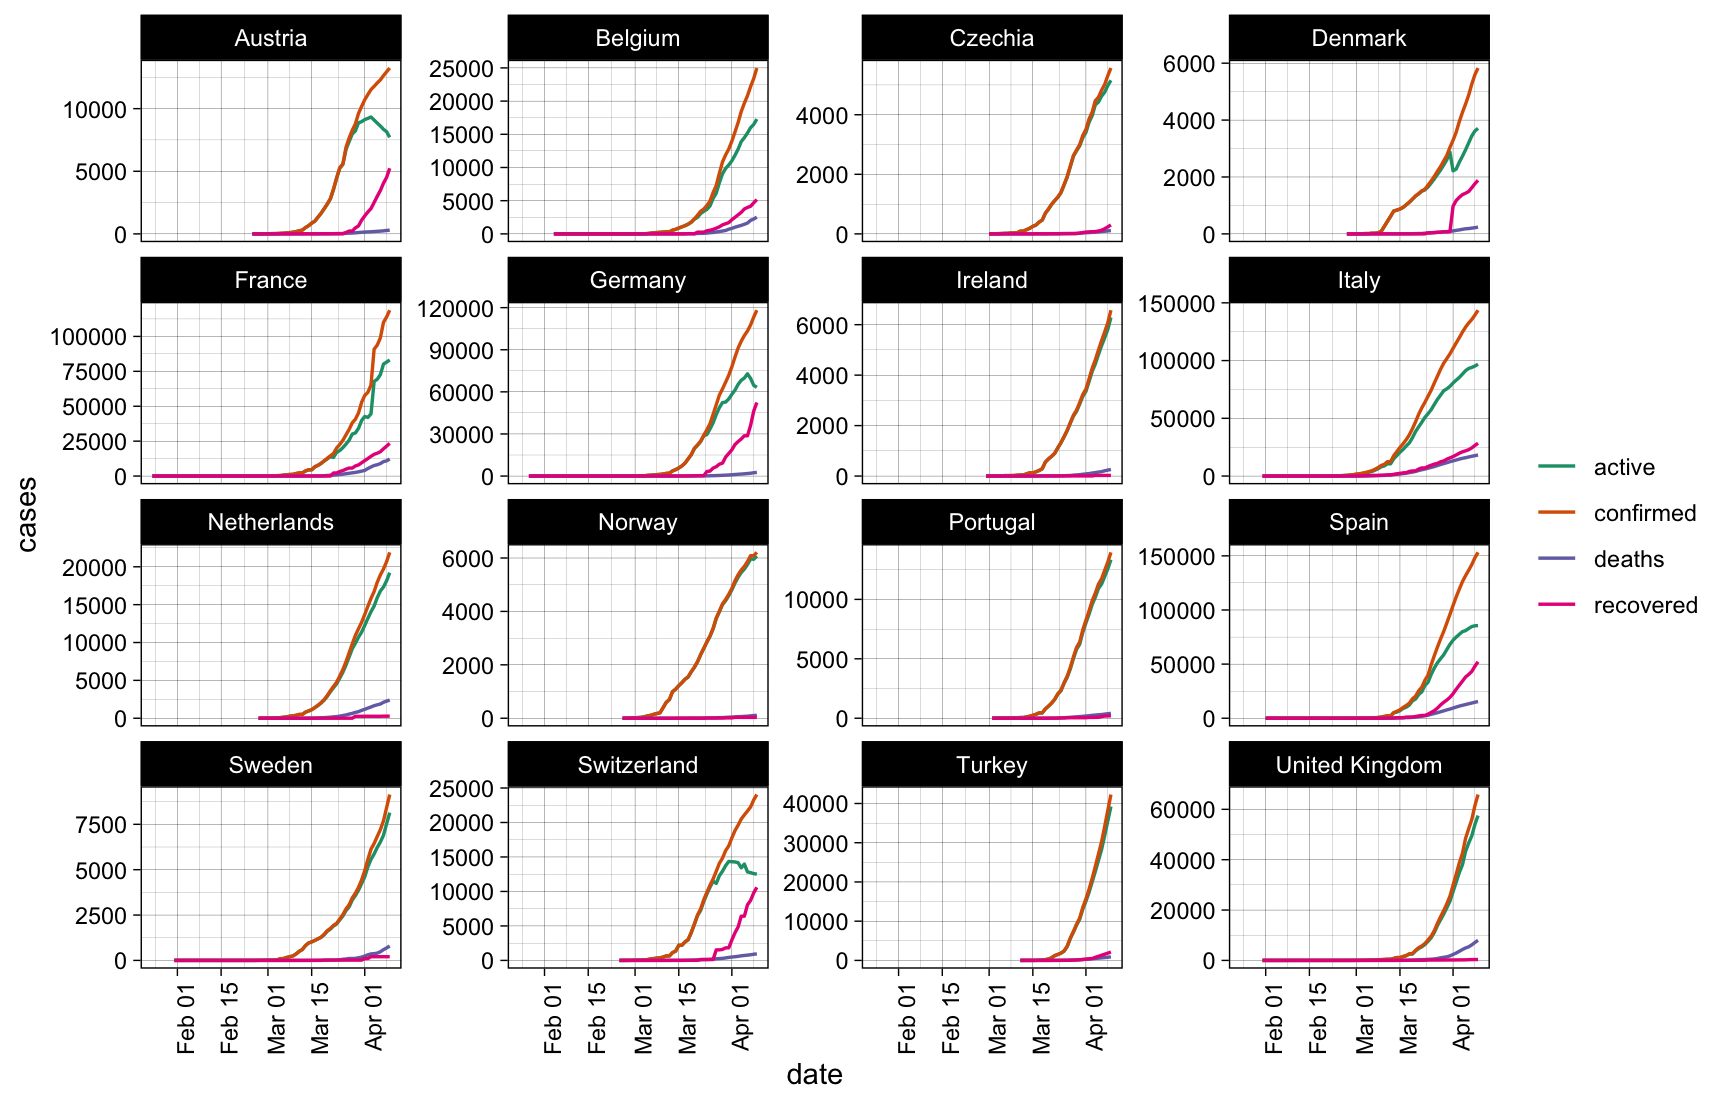 Austria
Belgium
Czechia
Denmark
10000
5000
0
25000
20000
15000
10000
5000
0
4000
2000
0
6000
4000
2000
0
France
Germany
Ireland
Italy
100000
75000
50000
25000
0
120000
90000
60000
30000
0
6000
4000
2000
0
150000
100000
50000
0
Netherlands
Norway
Portugal
Spain
20000
15000
10000
5000
0
6000
4000
2000
0
10000
5000
0
150000
100000
50000
0
Sweden
Switzerland
Turkey
United Kingdom
7500
5000
2500
0
25000
20000
15000
10000
5000
0
40000
30000
20000
10000
0
60000
40000
20000
0
Feb 01
Feb 15
Mar 01
Mar 15
Apr 01
Feb 01
Feb 15
Mar 01
Mar 15
Apr 01
Feb 01
Feb 15
Mar 01
Mar 15
Apr 01
Feb 01
Feb 15
Mar 01
Mar 15
Apr 01
date
cases
active
confirmed
deaths
recovered